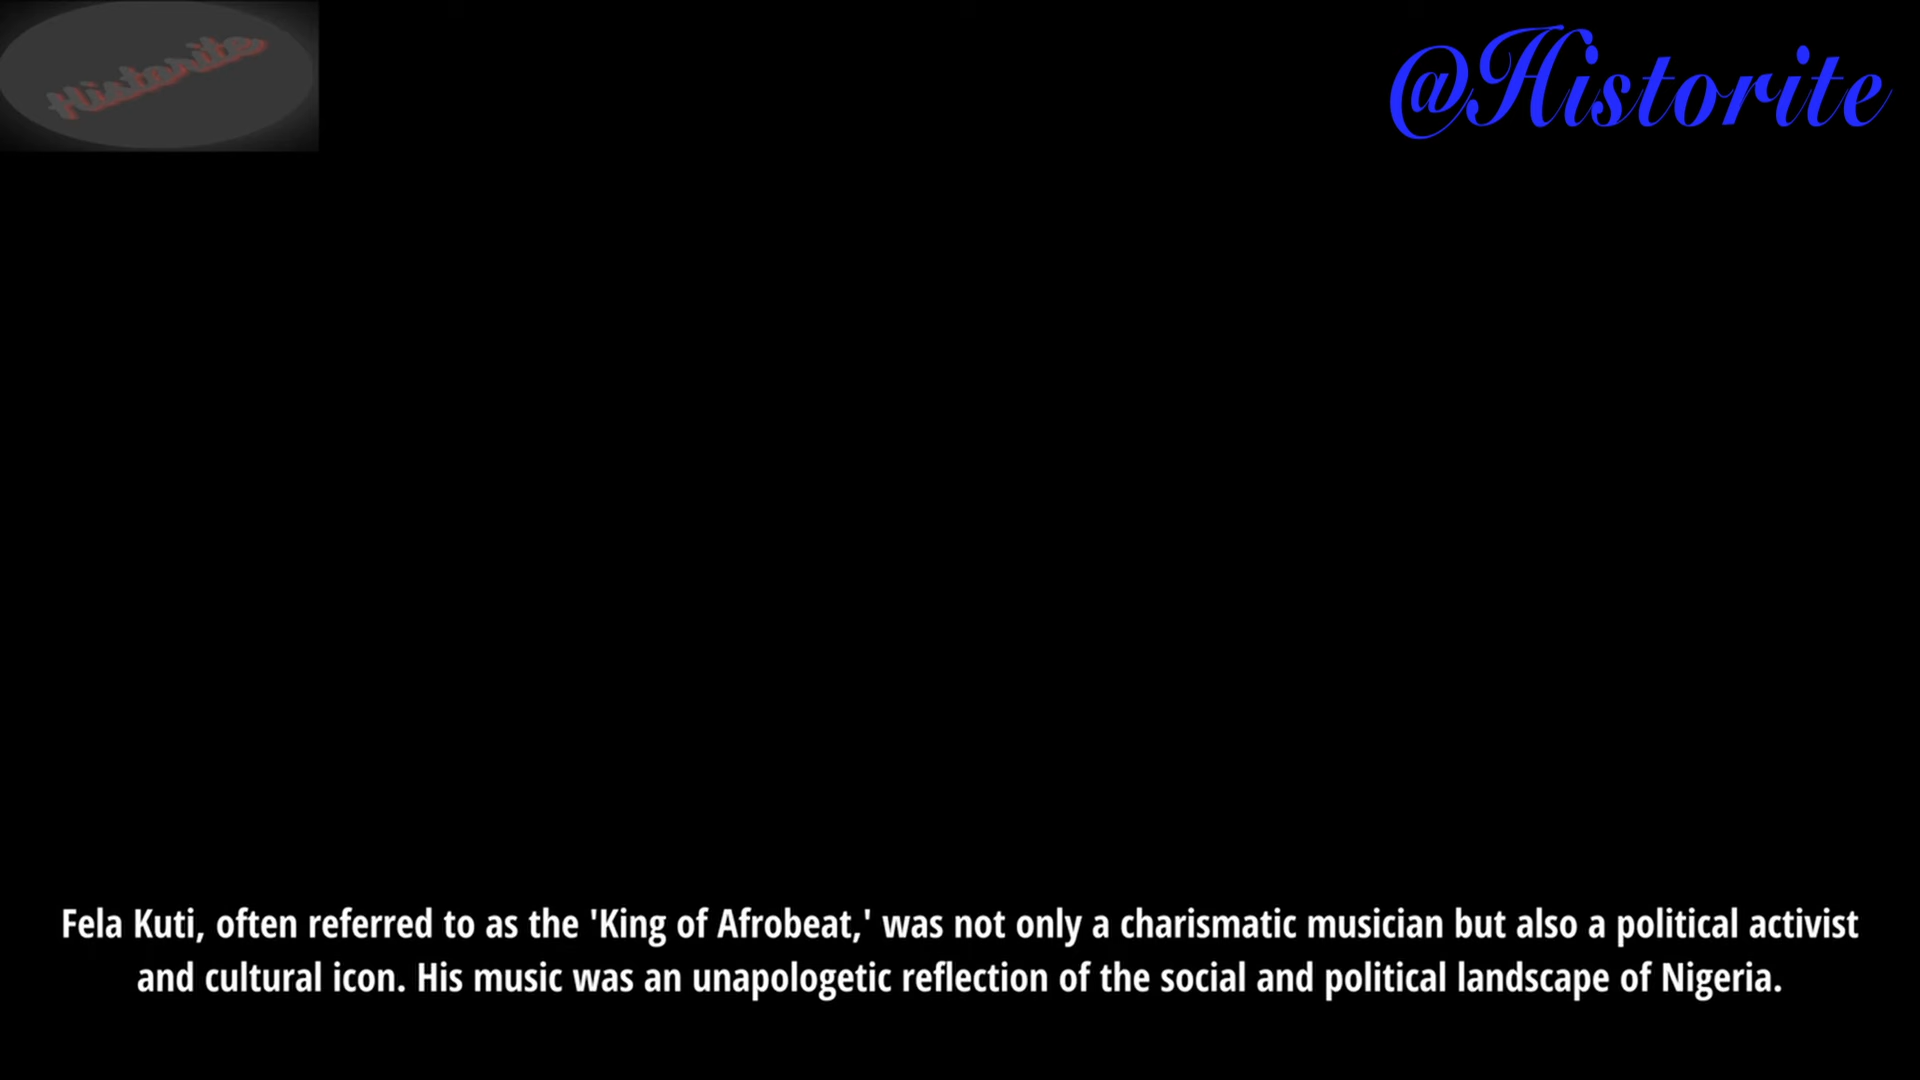 Historite
@Historite
Fela Kuti, often referred to as the 'King of Afrobeat,' was not only a charismatic musician but also a political activist
and cultural icon. His music was an unapologetic reflection of the social and political landscape of Nigeria.